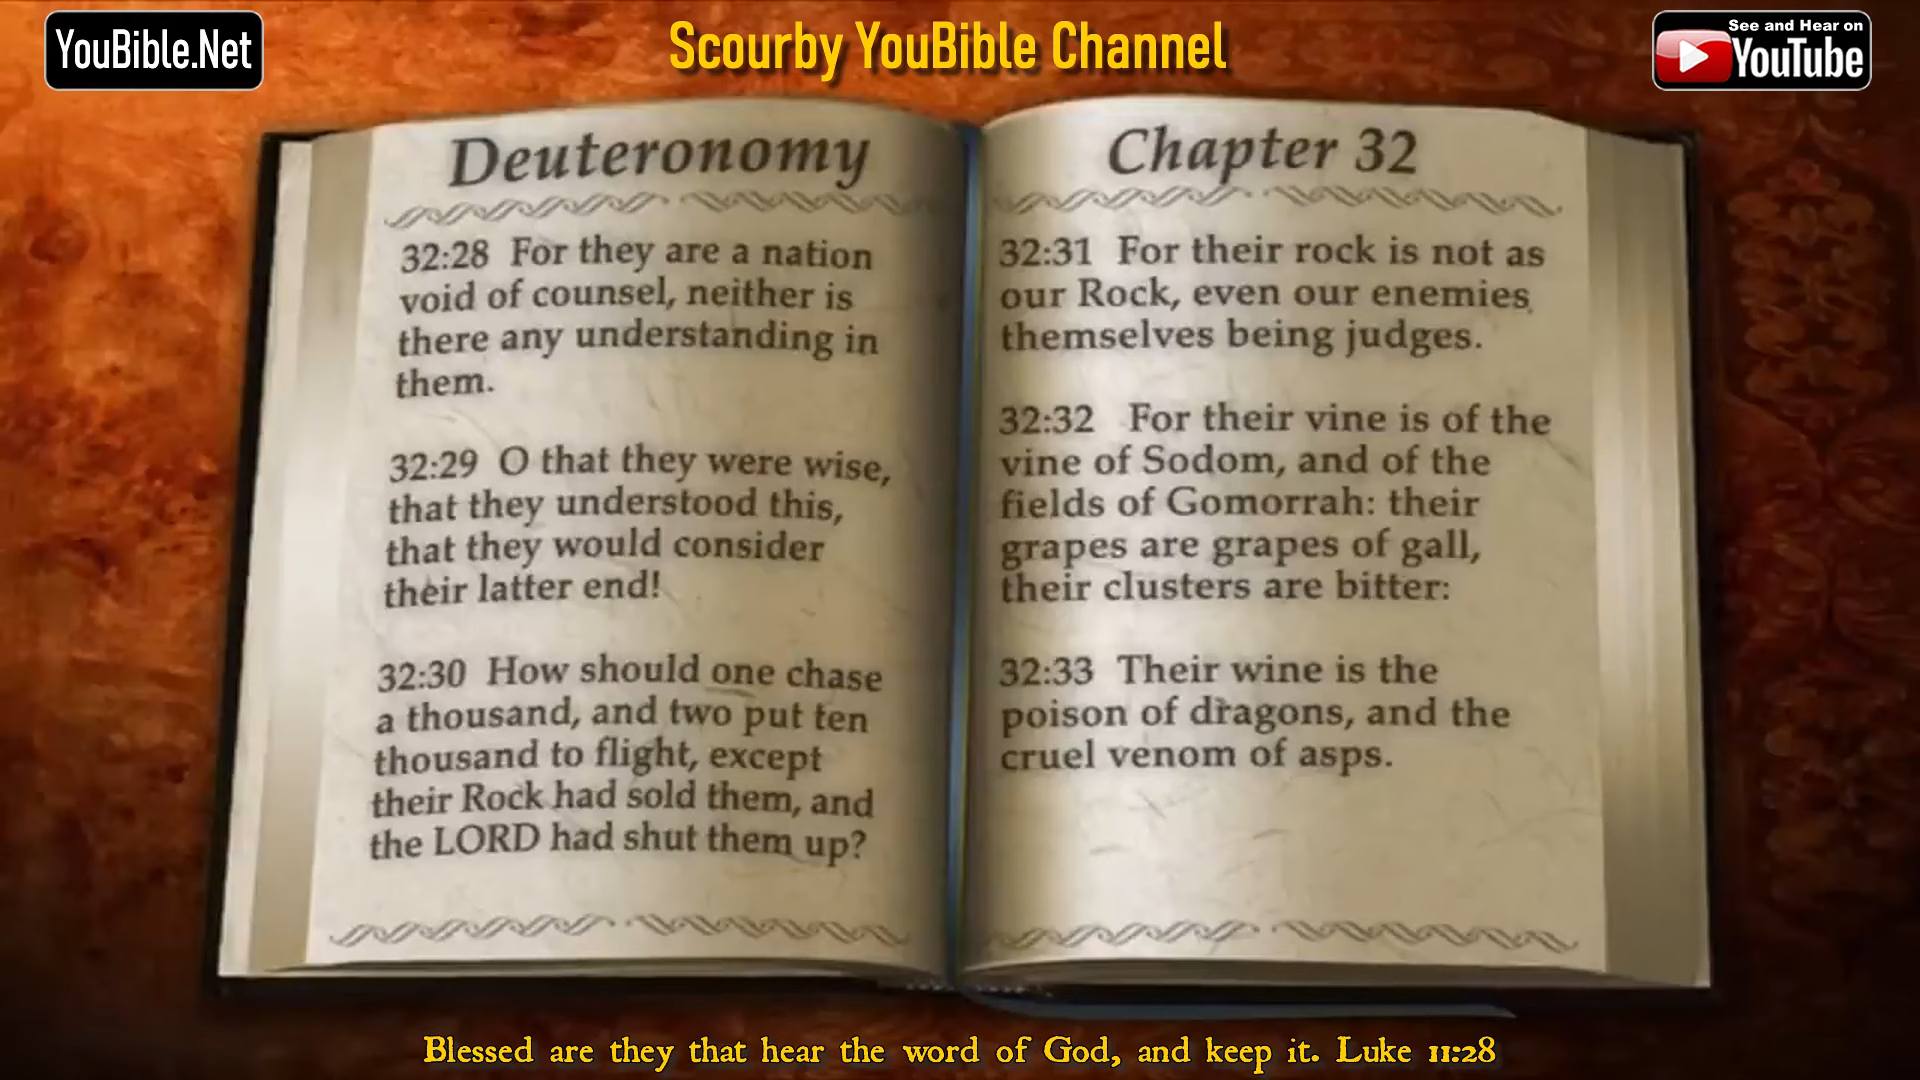 YouBible.Net
Scourby YouBible Channel
See and Hear on
YouTube
Deuteronomy
32:28 For they are a nation
void of counsel, neither is
there any understanding in
them.
32:29 O that they were wise,
that they understood this,
that they would consider
their latter end!
32:30 How should one chase
a thousand, and two put ten
thousand to flight, except
their Rock had sold them, and
the LORD had shut them up?
Chapter 32
32:31 For their rock is not as
our Rock, even our enemies
themselves being judges.
32:32 For their vine is of the
vine of Sodom, and of the
fields of Gomorrah: their
grapes are grapes of gall,
their clusters are bitter:
32:33 Their wine is the
poison of dragons, and the
cruel venom of asps.
Blessed are they that hear the word of God, and keep it. Luke 11:28